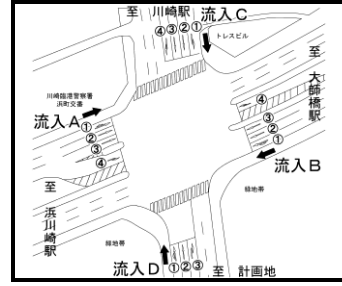 至 川崎駅
流入C
④③②①
トレスビル
至 大師橋駅
川崎臨港警察署
浜町交番
流入A
①
②
③
④
④
③
②
①
流入B
至 浜川崎駅
緑地帯
緑地帯
流入D
①②③
至 計画地